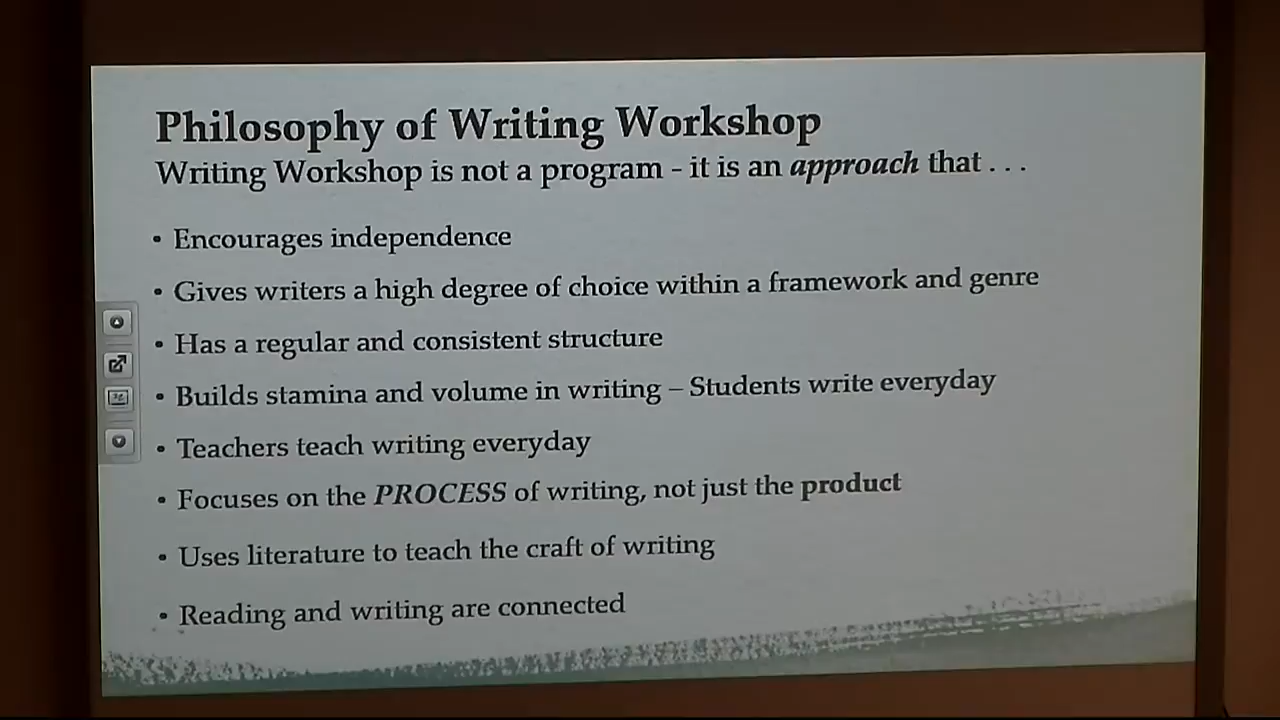 Philosophy of Writing Workshop
Writing Workshop is not a program - it is an approach that . . .
• Encourages independence
• Gives writers a high degree of choice within a framework and genre
• Has a regular and consistent structure
• Builds stamina and volume in writing – Students write everyday
• Teachers teach writing everyday
• Focuses on the PROCESS of writing, not just the product
• Uses literature to teach the craft of writing
• Reading and writing are connected